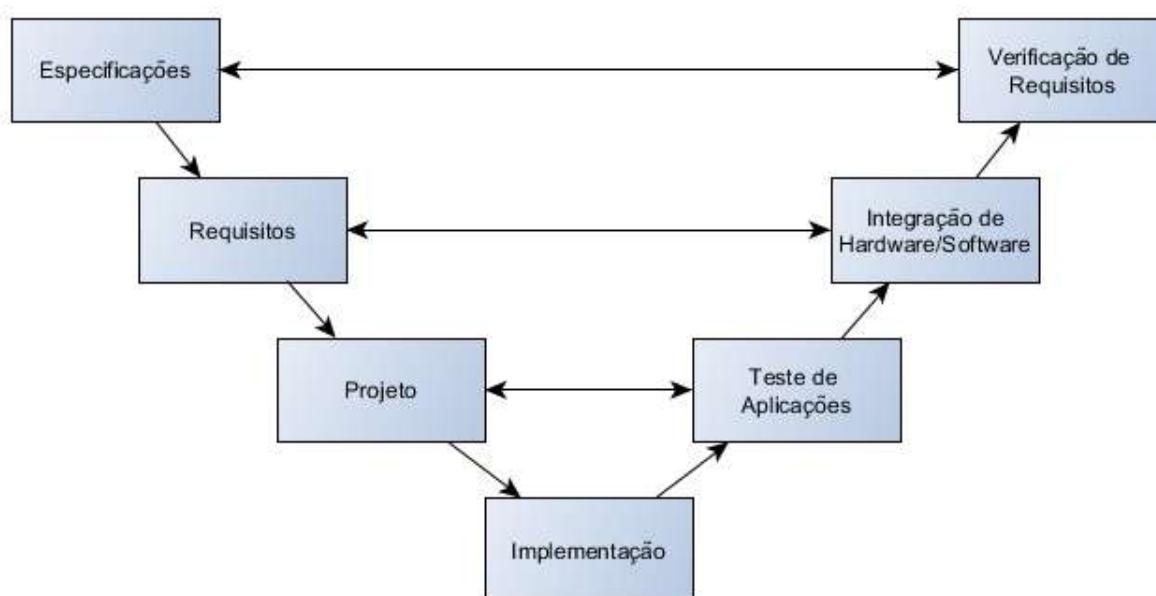 Especificações
Verificação de
Requisitos
Requisitos
Integração de
Hardware/Software
Projeto
Teste de
Aplicações
Implementação